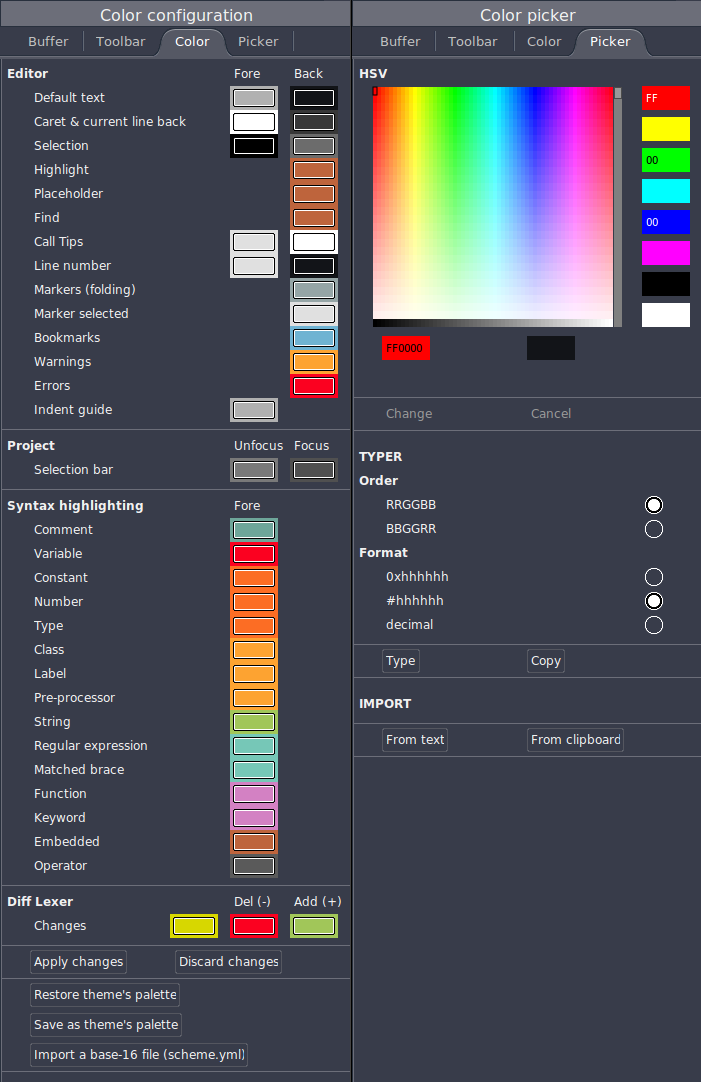 Color configuration
Buffer Toolbar Color Picker
Editor Fore Back
Default text
Caret & current line back
Selection
Highlight
Placeholder
Find
Call Tips
Line number
Markers (folding)
Marker selected
Bookmarks
Warnings
Errors
Indent guide
Project Unfocus Focus
Selection bar
Syntax highlighting Fore
Comment
Variable
Constant
Number
Type
Class
Label
Pre-processor
String
Regular expression
Matched brace
Function
Keyword
Embedded
Operator
Diff Lexer Del (-) Add (+)
Changes
Apply changes Discard changes
Restore theme's palette
Save as theme's palette
Import a base-16 file (scheme.yml)
Color picker
Buffer Toolbar Color Picker
HSV
FF
00
00
FF0000
Change Cancel
TYPER
Order
RRGGBB
BBGGRR
Format
0xhhhhhh
#hhhhhh
decimal
Type Copy
IMPORT
From text From clipboard